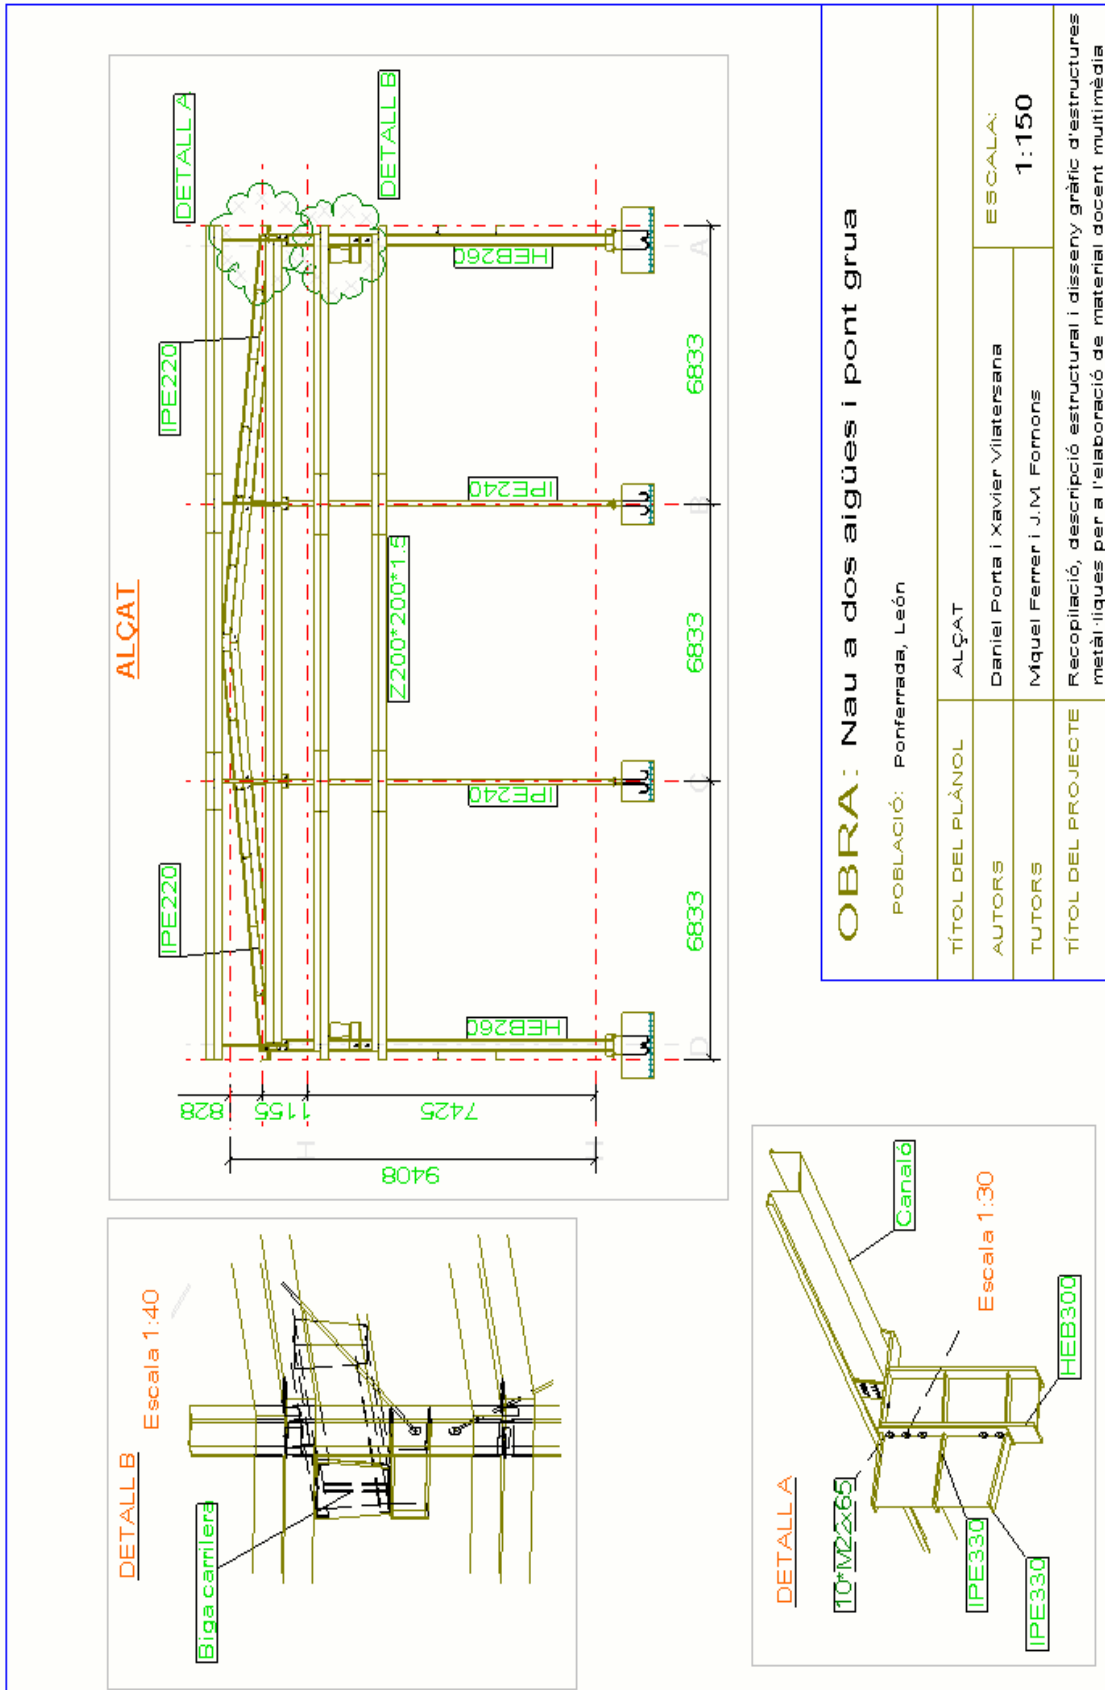 DETALL B
Escala 1:40
Biga carrilera
ALÇAT
DETALL A
DETALL B
IPE220
IPE220
HEB260
IPE240
IPE240
HEB260
Z200*200*1.5
828
1155
7425
9408
H
H
D
C
B
A
6833
6833
6833
DETALL A
10*M22x65
IPE330
IPE330
HEB300
Canaló
Escala 1:30
OBRA: Nau a dos aigües i pont grua
POBLACIÓ: Ponferrada, León
TÍTOL DEL PLÀNOL ALÇAT
ESCALA:
1:150
AUTORS Daniel Porta i Xavier Vilatersana
TUTORS Miquel Ferrer i J.M. Fornons
TÍTOL DEL PROJECTE Recopilació, descripció estructural i disseny gràfic d'estructures
metàl·liques per a l'elaboració de material docent multimèdia